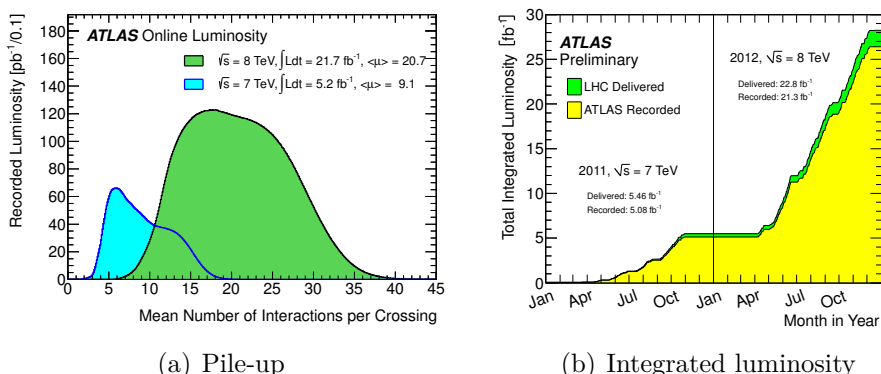 ATLAS Online Luminosity
√s = 8 TeV, ∫Ldt = 21.7 fb⁻¹, <μ> = 20.7
√s = 7 TeV, ∫Ldt = 5.2 fb⁻¹, <μ> = 9.1
Recorded Luminosity [pb⁻¹/0.1]
180
160
140
120
100
80
60
40
20
0
0 5 10 15 20 25 30 35 40 45
Mean Number of Interactions per Crossing
(a) Pile-up
Total Integrated Luminosity [fb⁻¹]
30
25
20
15
10
5
0
ATLAS
Preliminary
LHC Delivered
ATLAS Recorded
2012, √s = 8 TeV
Delivered: 22.8 fb⁻¹
Recorded: 21.3 fb⁻¹
2011, √s = 7 TeV
Delivered: 5.46 fb⁻¹
Recorded: 5.08 fb⁻¹
Jan Apr Jul Oct Jan Apr Jul Oct
Month in Year
(b) Integrated luminosity